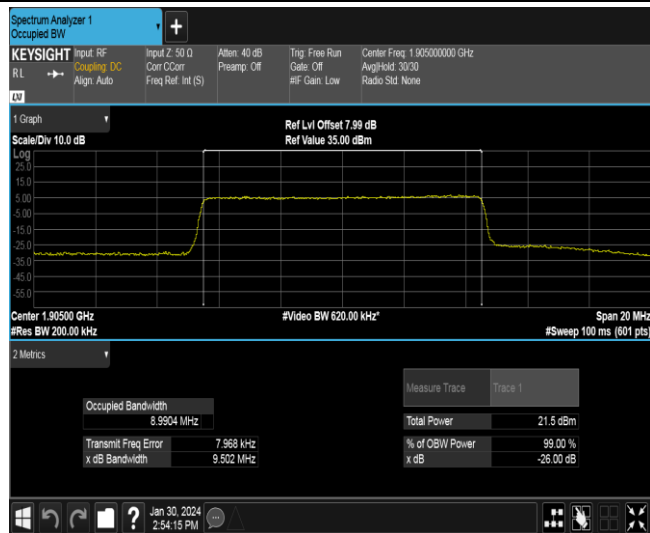 Spectrum Analyzer 1
Occupied BW
KEYSIGHT
RL
Input: RF
Coupling: DC
Align: Auto
Input Z: 50 Ω
Corr CCorr
Freq Ref: Int (S)
Atten: 40 dB
Preamp: Off
Trig: Free Run
Gate: Off
#IF Gain: Low
Center Freq: 1.905000000 GHz
Avg|Hold: 30/30
Radio Std: None
1 Graph
Scale/Div 10.0 dB
Ref Lvl Offset 7.99 dB
Ref Value 35.00 dBm
Log
25.0
15.0
5.00
-5.00
-15.0
-25.0
-35.0
-45.0
-55.0
Center 1.90500 GHz
#Video BW 620.00 kHz*
Span 20 MHz
#Res BW 200.00 kHz
#Sweep 100 ms (601 pts)
2 Metrics
Measure Trace
Trace 1
Occupied Bandwidth
8.9904 MHz
Total Power
21.5 dBm
Transmit Freq Error
7.968 kHz
% of OBW Power
99.00 %
x dB Bandwidth
9.502 MHz
x dB
-26.00 dB
?
Jan 30, 2024
2:54:15 PM